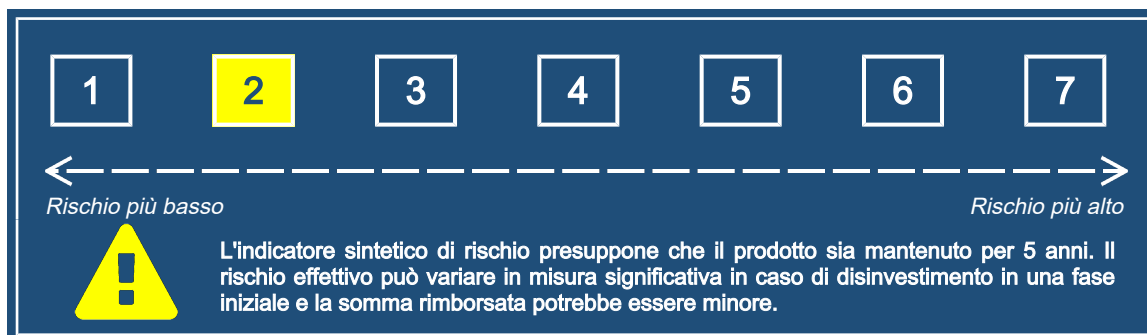 1 2 3 4 5 6 7
Rischio più basso Rischio più alto
L'indicatore sintetico di rischio presuppone che il prodotto sia mantenuto per 5 anni. Il
rischio effettivo può variare in misura significativa in caso di disinvestimento in una fase
iniziale e la somma rimborsata potrebbe essere minore.